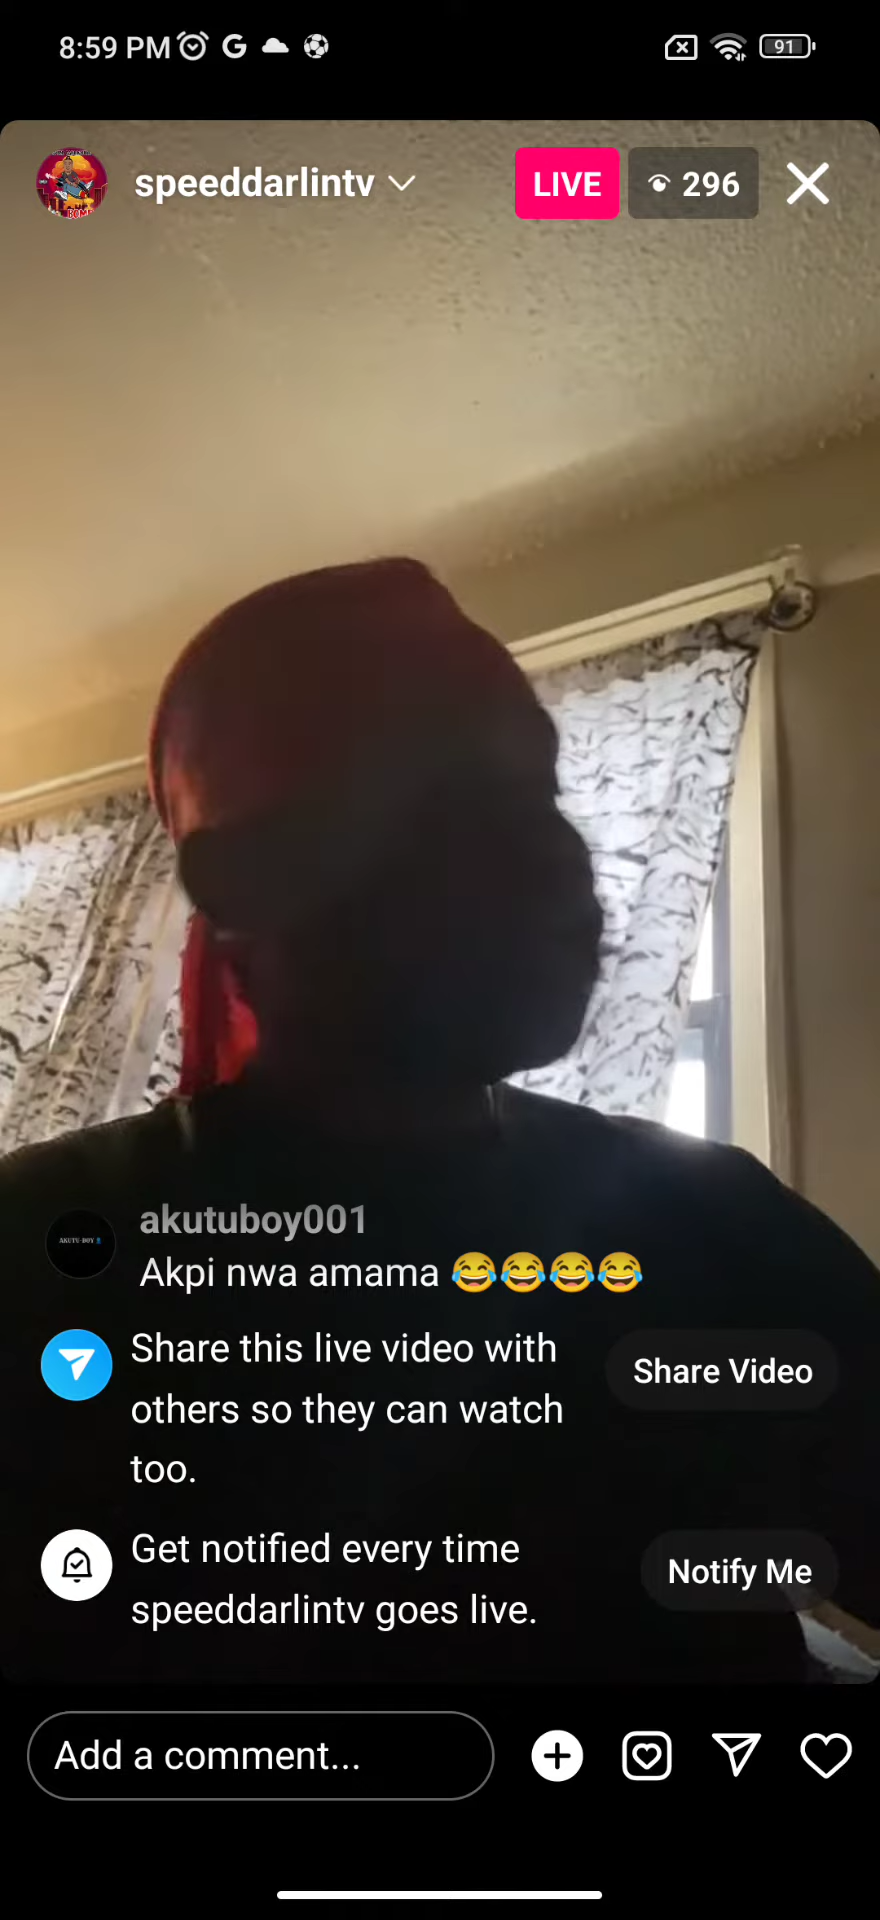 8:59 PM
91
speeddarlintv
LIVE
296
akutuboy001
Akpi nwa amama 😂😂😂😂
Share this live video with
others so they can watch
too.
Share Video
Get notified every time
speeddarlintv goes live.
Notify Me
Add a comment...